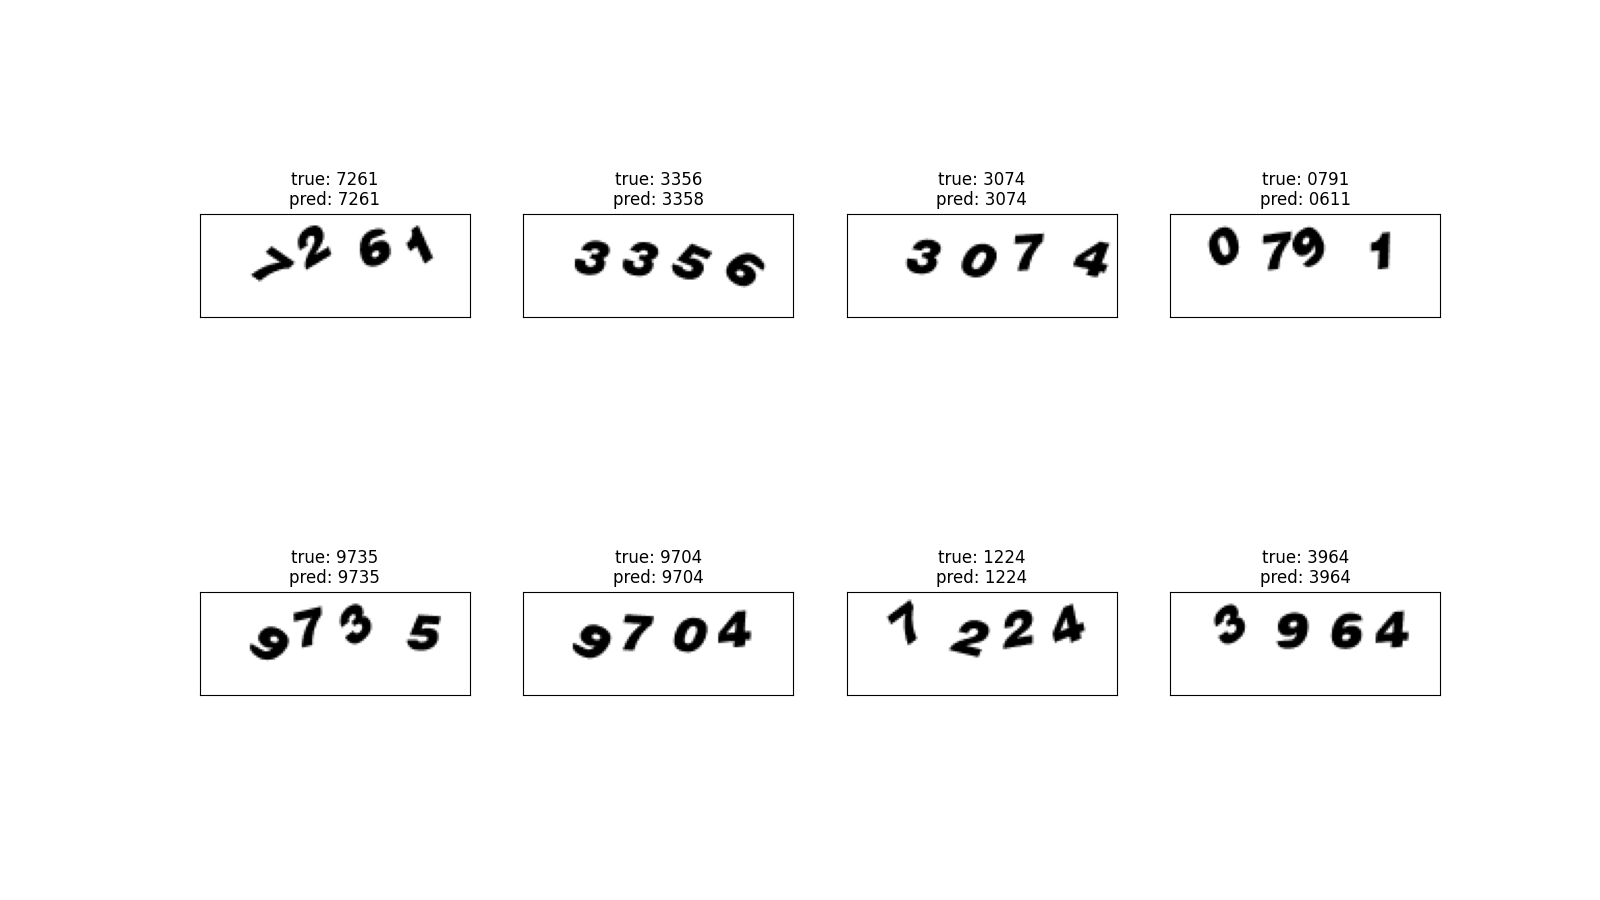 true: 7261
pred: 7261
7261
true: 3356
pred: 3358
3356
true: 3074
pred: 3074
3074
true: 0791
pred: 0611
0791
true: 9735
pred: 9735
9735
true: 9704
pred: 9704
9704
true: 1224
pred: 1224
1224
true: 3964
pred: 3964
3964